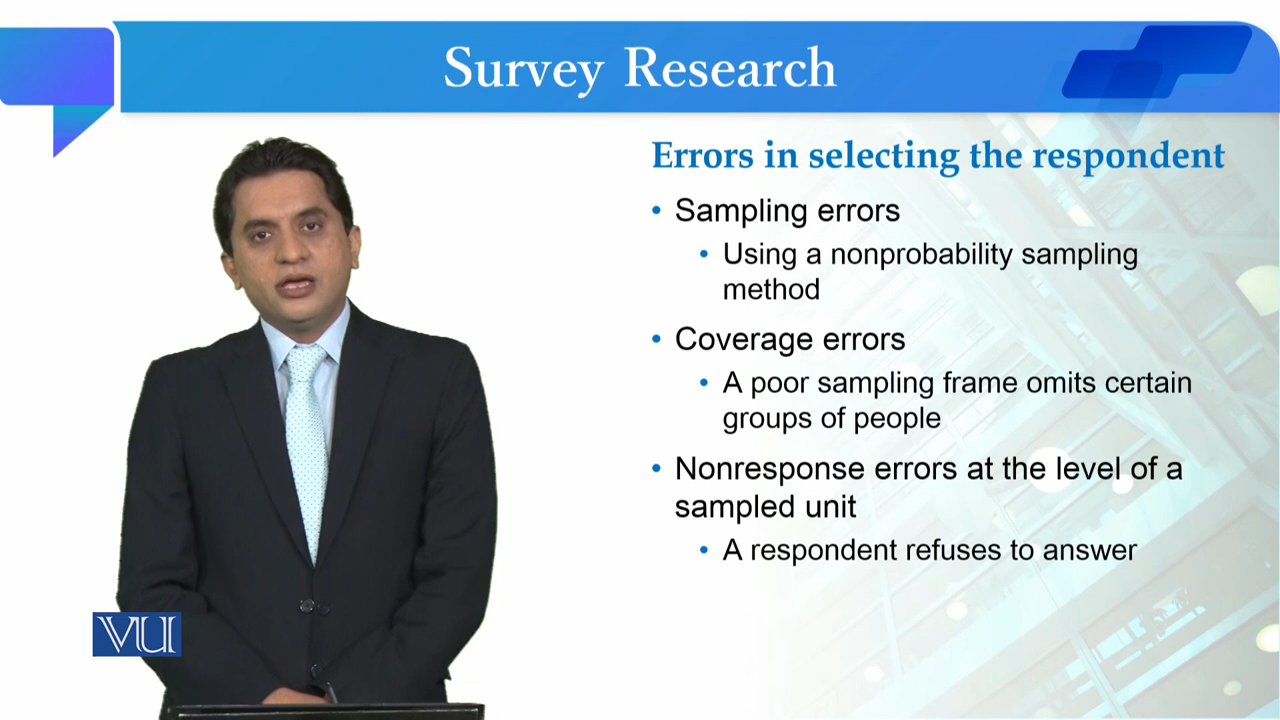 Survey Research
Errors in selecting the respondent
• Sampling errors
• Using a nonprobability sampling
method
• Coverage errors
• A poor sampling frame omits certain
groups of people
• Nonresponse errors at the level of a
sampled unit
• A respondent refuses to answer
VU